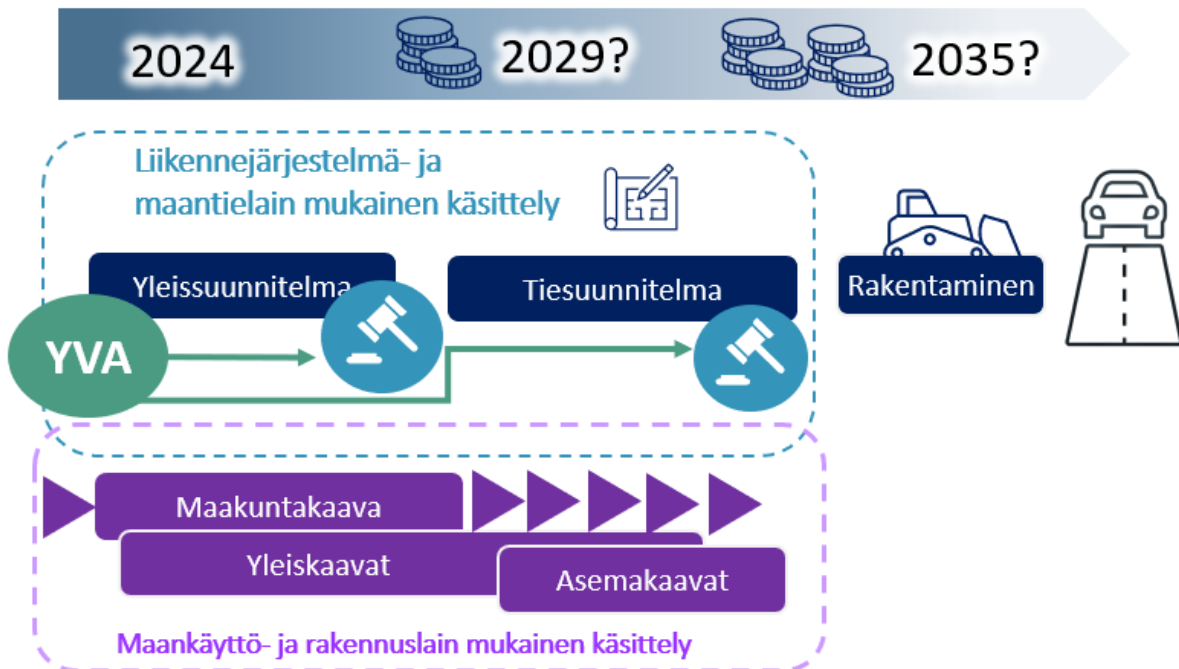 2024
2029?
2035?
Liikennejärjestelmä- ja
maantielain mukainen käsittely
Yleissuunnitelma
Tiesuunnitelma
Rakentaminen
YVA
Maakuntakaava
Yleiskaavat
Asemakaavat
Maankäyttö- ja rakennuslain mukainen käsittely